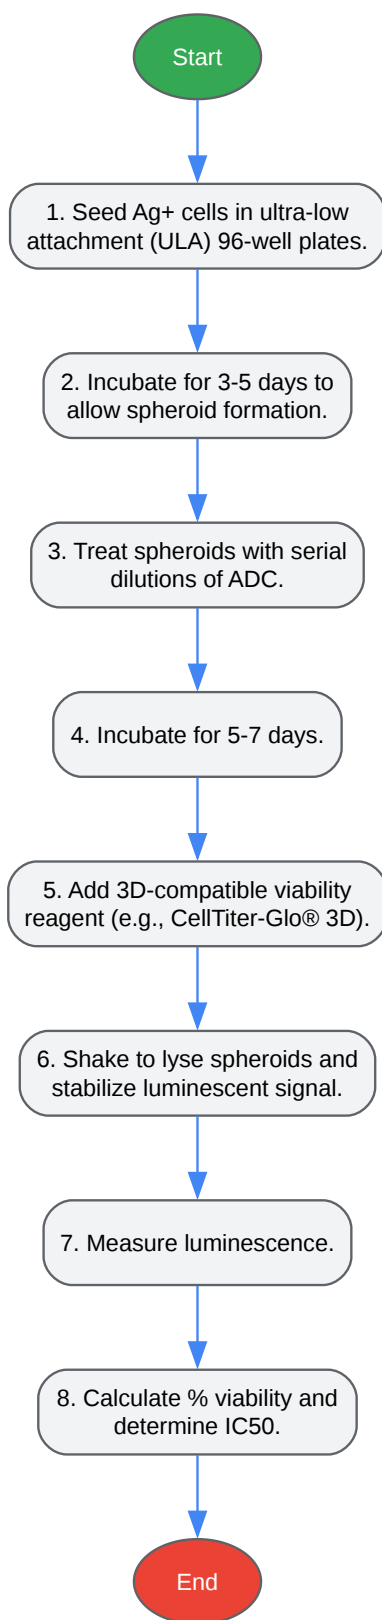 Start
1. Seed Ag+ cells in ultra-low
attachment (ULA) 96-well plates.
2. Incubate for 3-5 days to
allow spheroid formation.
3. Treat spheroids with serial
dilutions of ADC.
4. Incubate for 5-7 days.
5. Add 3D-compatible viability
reagent (e.g., CellTiter-Glo® 3D).
6. Shake to lyse spheroids and
stabilize luminescent signal.
7. Measure luminescence.
8. Calculate % viability and
determine IC50.
End